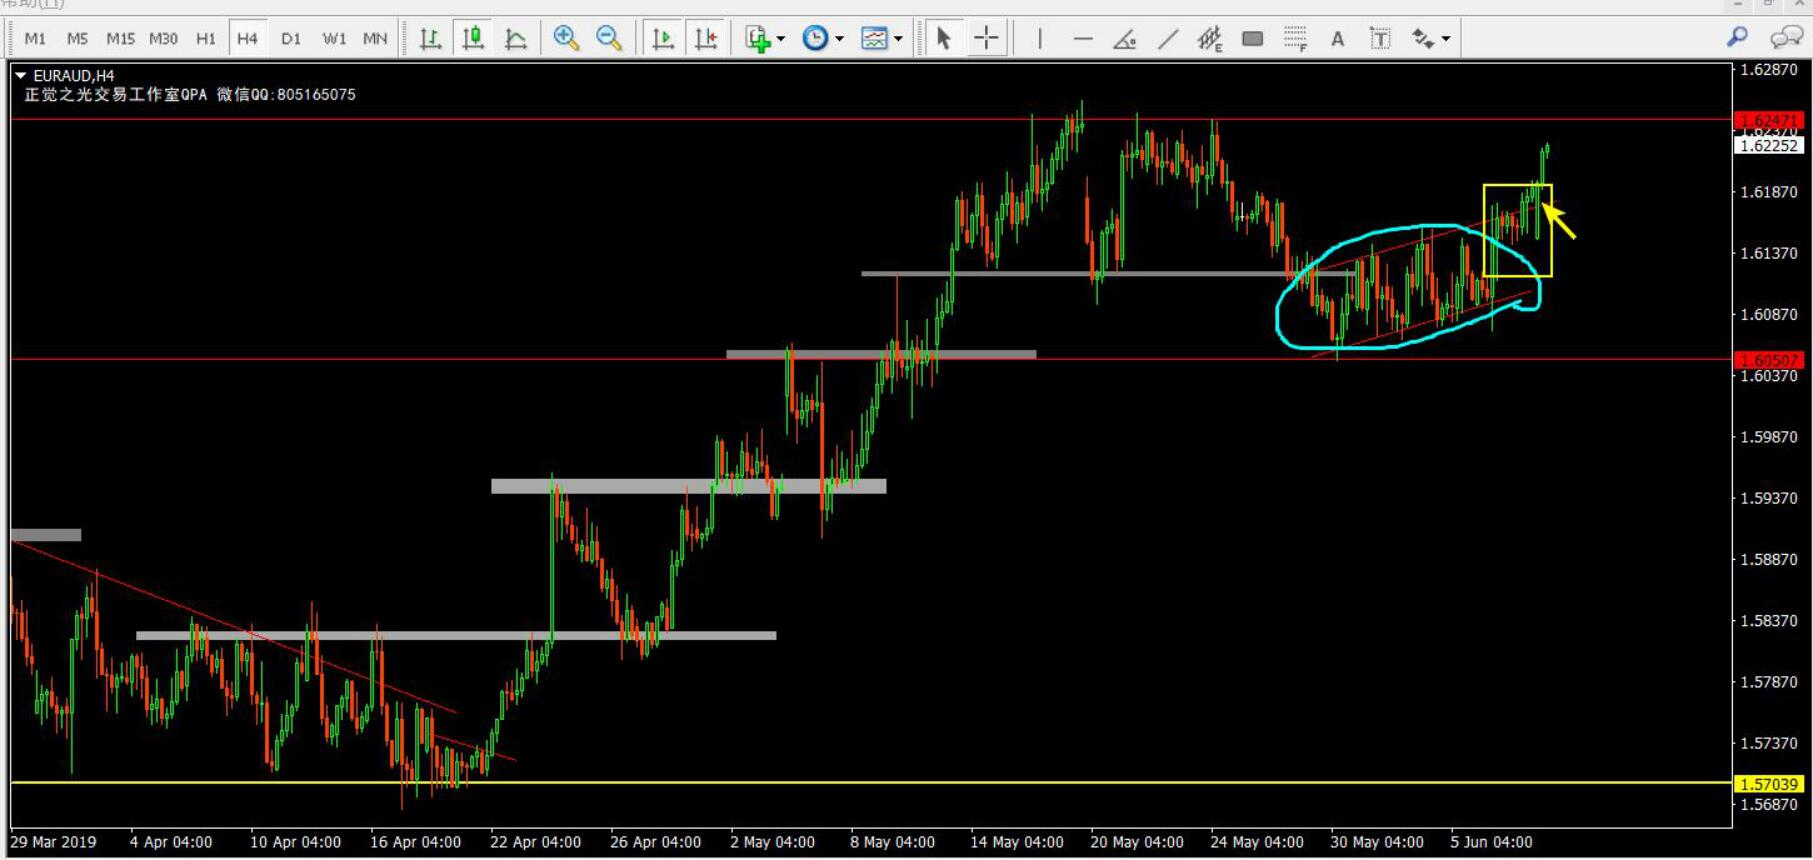 帮助(H)
M1 M5 M15 M30 H1 H4 D1 W1 MN
E F A T
EURAUD,H4
正觉之光交易工作室QPA 微信QQ:805165075
1.62870
1.62471
1.62370
1.62252
1.61870
1.61370
1.60870
1.60507
1.60370
1.59870
1.59370
1.58870
1.58370
1.57870
1.57370
1.57039
1.56870
29 Mar 2019 4 Apr 04:00 10 Apr 04:00 16 Apr 04:00 22 Apr 04:00 26 Apr 04:00 2 May 04:00 8 May 04:00 14 May 04:00 20 May 04:00 24 May 04:00 30 May 04:00 5 Jun 04:00